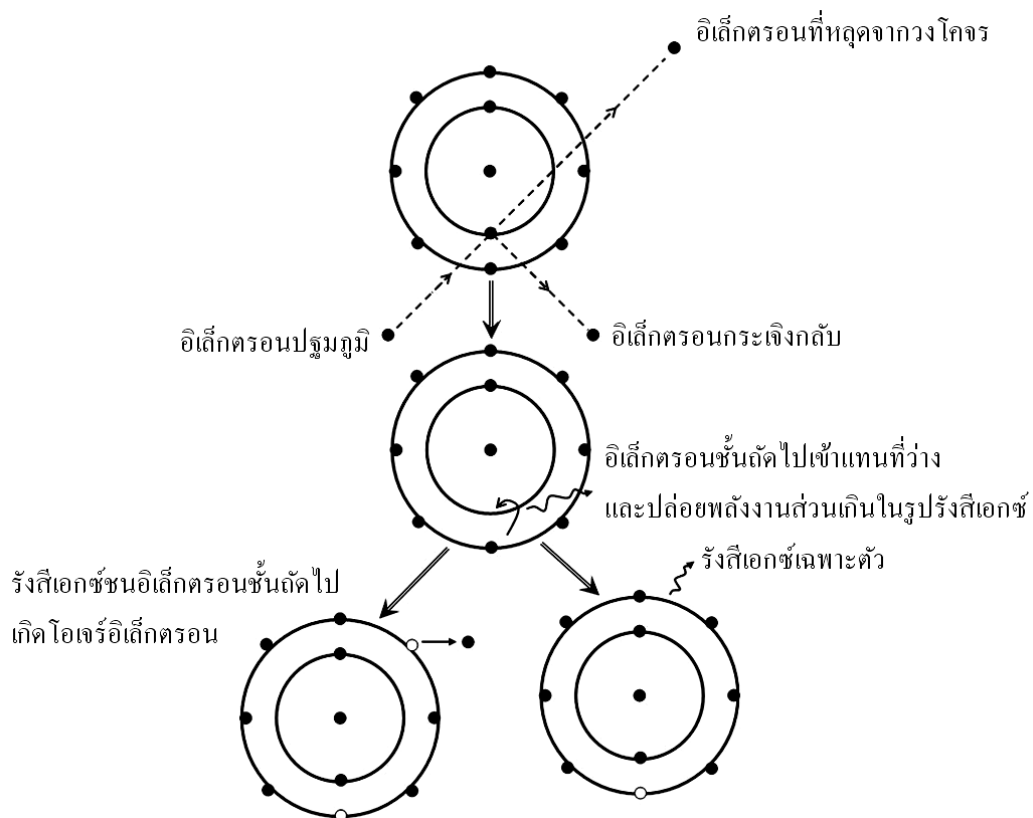 อิเล็กตรอนที่หลุดจากวงโคจร
อิเล็กตรอนปฐมภูมิ
อิเล็กตรอนกระเจิงกลับ
อิเล็กตรอนชั้นถัดไปเข้าแทนที่ว่าง
และปล่อยพลังงานส่วนเกินในรูปรังสีเอกซ์
รังสีเอกซ์เฉพาะตัว
รังสีเอกซ์ชนอิเล็กตรอนชั้นถัดไป
เกิดโอเจร์อิเล็กตรอน